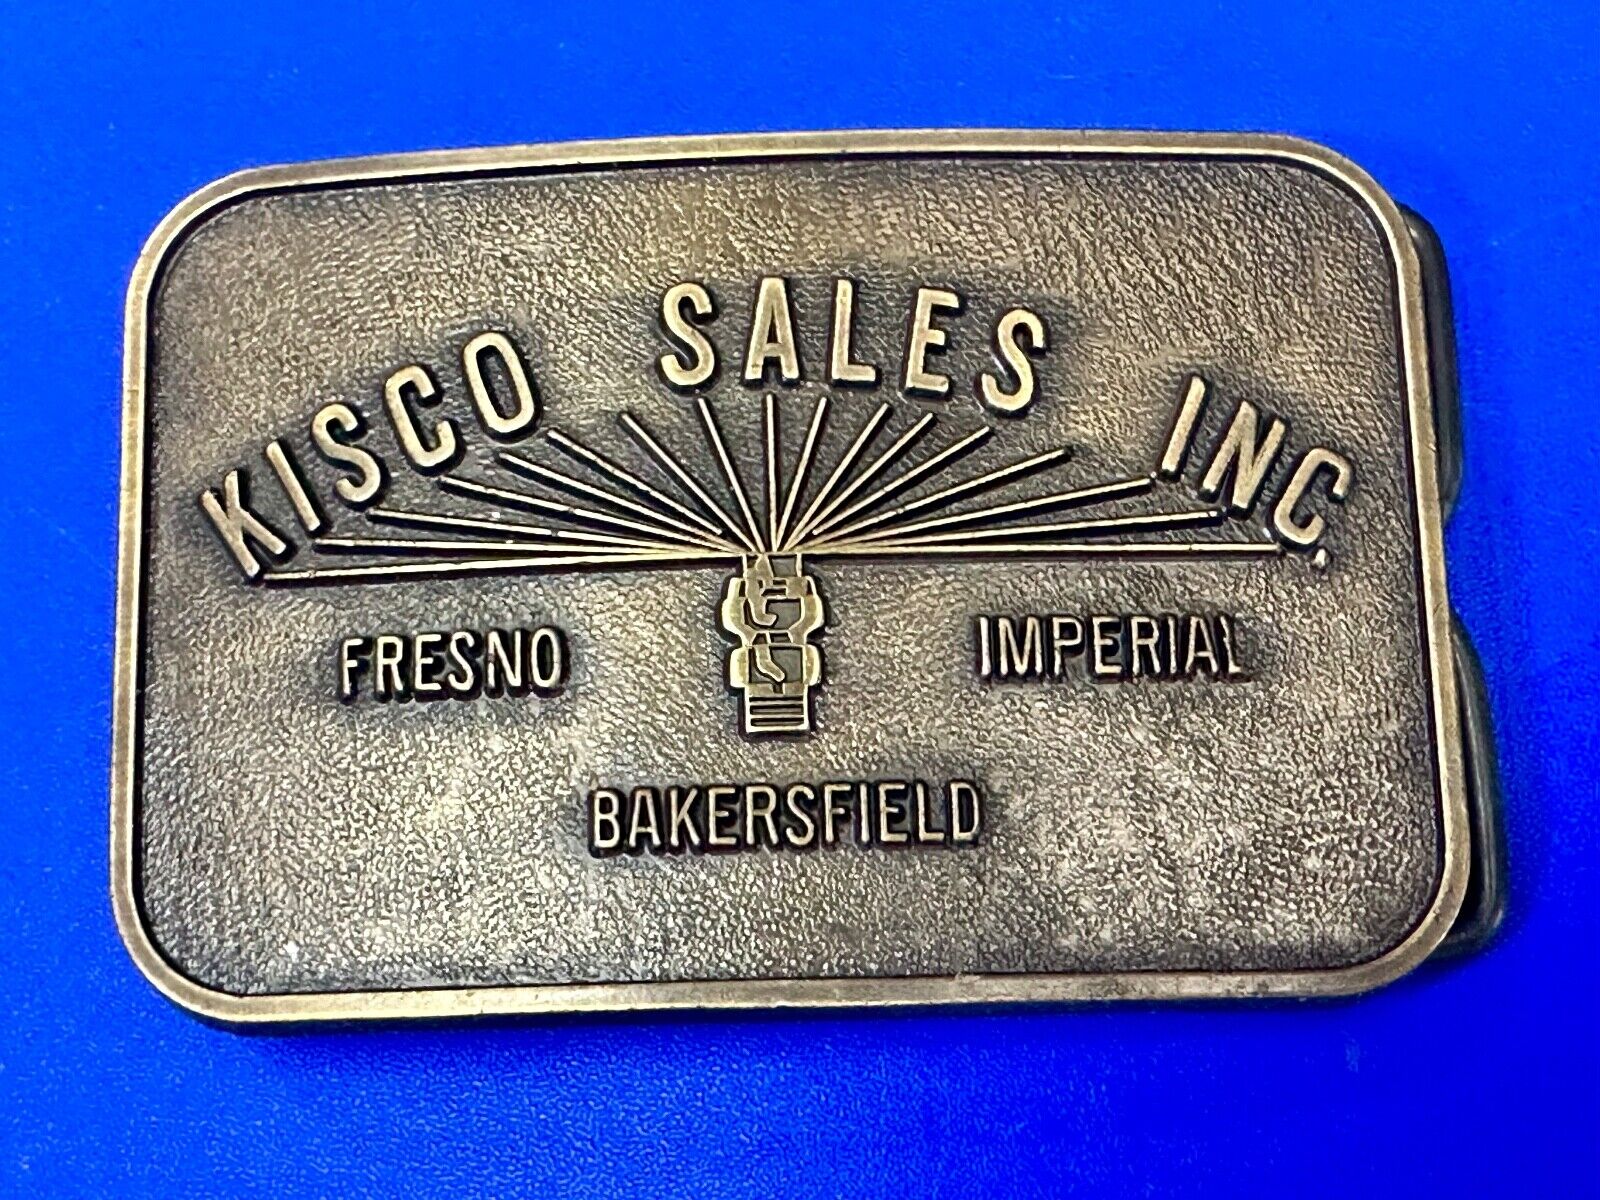 KISCO SALES INC.
FRESNO IMPERIAL
BAKERSFIELD